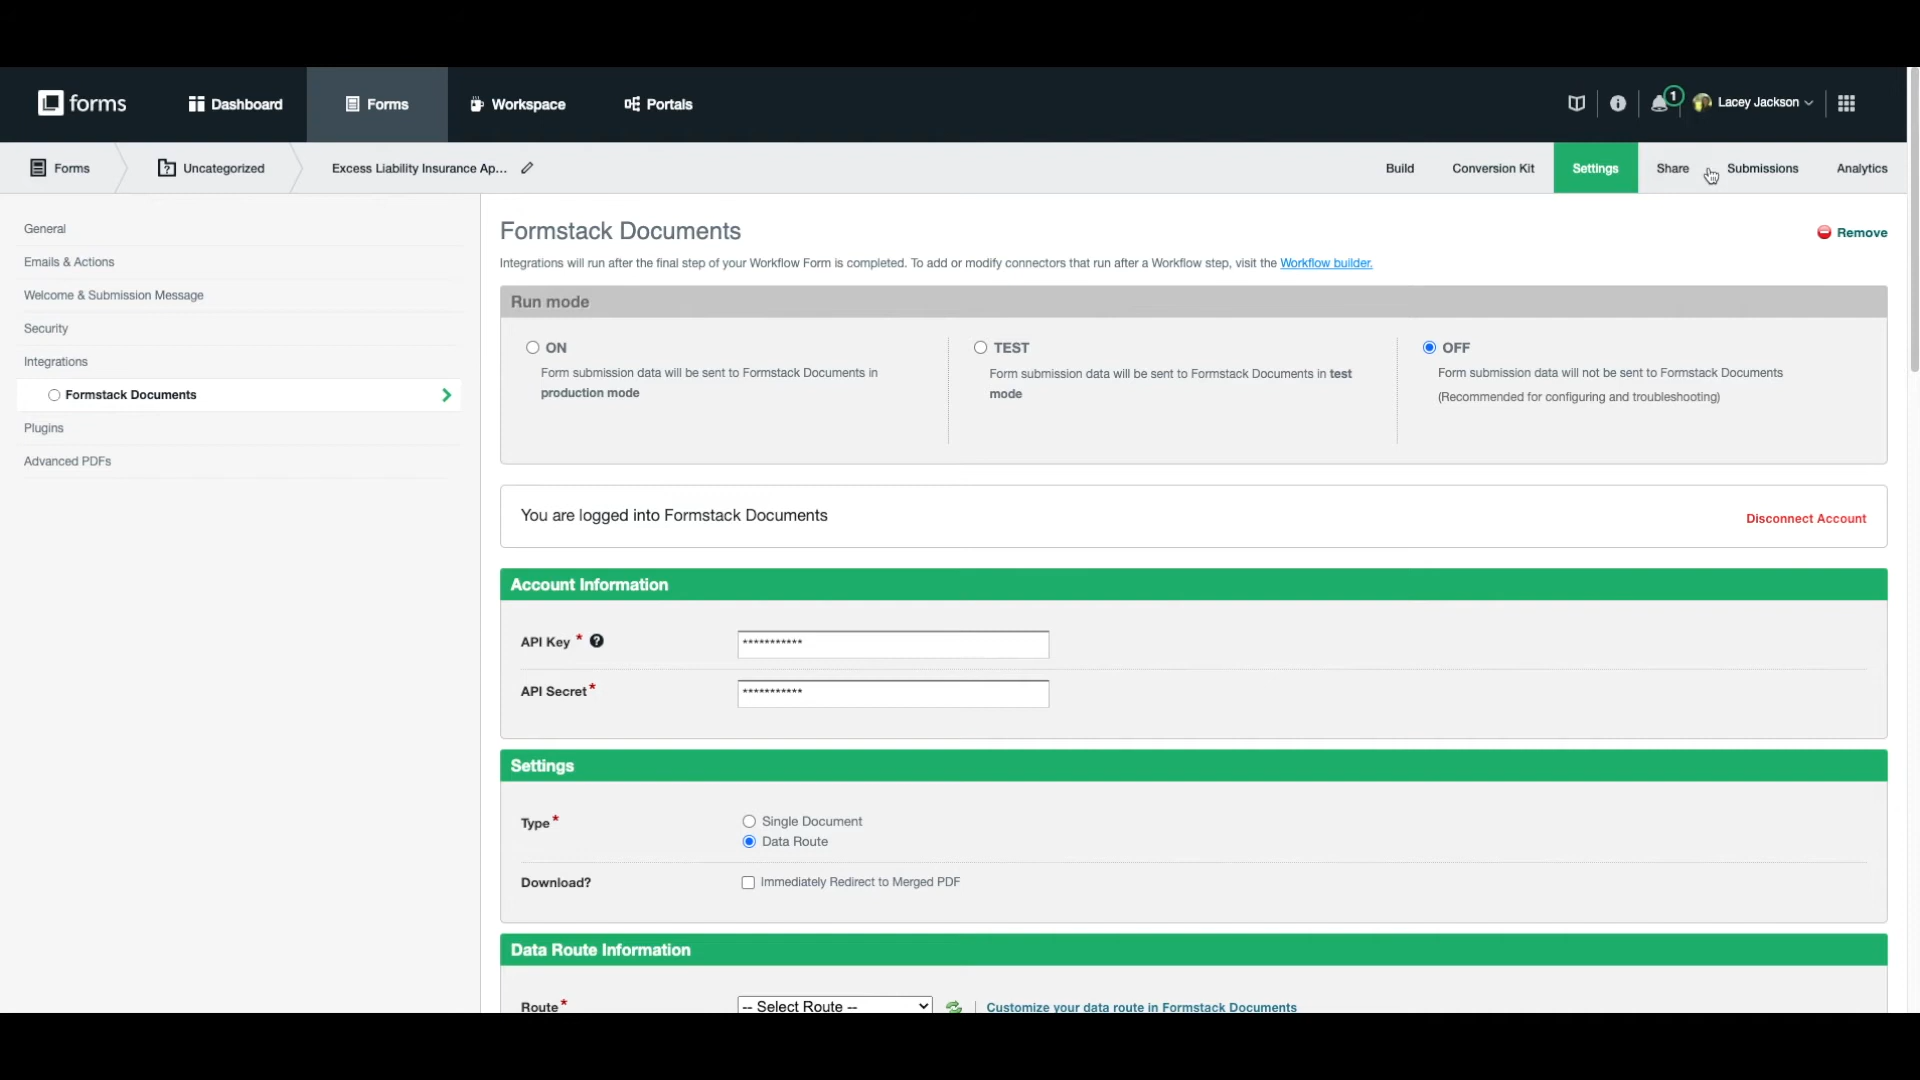 forms
Dashboard
Forms
Workspace
Portals
1
Lacey Jackson
Forms
Uncategorized
Excess Liability Insurance Ap...
Build
Conversion Kit
Settings
Share
Submissions
Analytics
General
Emails & Actions
Welcome & Submission Message
Security
Integrations
Formstack Documents
Plugins
Advanced PDFs
Formstack Documents
Remove
Integrations will run after the final step of your Workflow Form is completed. To add or modify connectors that run after a Workflow step, visit the Workflow builder.
Run mode
ON
Form submission data will be sent to Formstack Documents in
production mode
TEST
Form submission data will be sent to Formstack Documents in test
mode
OFF
Form submission data will not be sent to Formstack Documents
(Recommended for configuring and troubleshooting)
You are logged into Formstack Documents
Disconnect Account
Account Information
API Key * ?
***********
API Secret*
***********
Settings
Type*
Single Document
Data Route
Download?
Immediately Redirect to Merged PDF
Data Route Information
Route*
-- Select Route --
Customize your data route in Formstack Documents